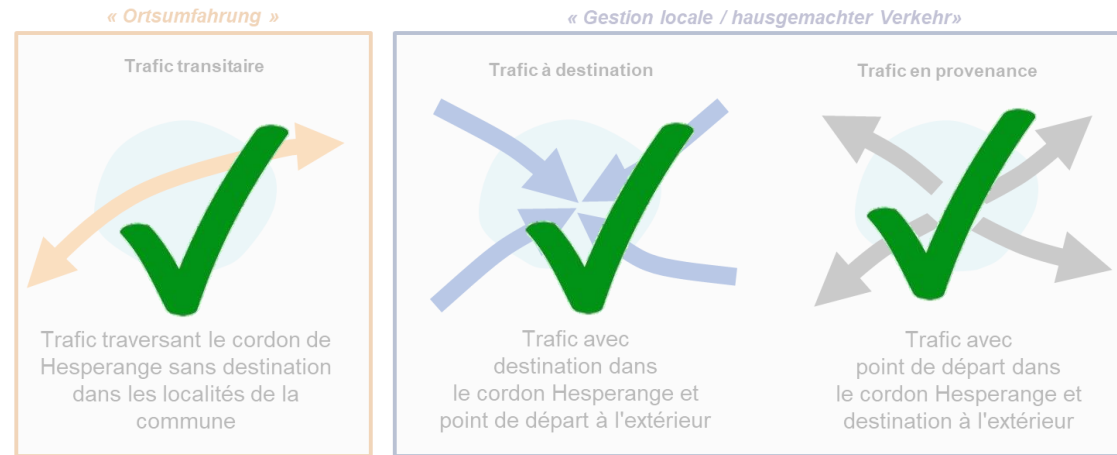 « Ortsumfahrung »
« Gestion locale / hausgemachter Verkehr»
Trafic transitaire
Trafic traversant le cordon de
Hesperange sans destination
dans les localités de la
commune
Trafic à destination
Trafic avec
destination dans
le cordon Hesperange et
point de départ à l'extérieur
Trafic en provenance
Trafic avec
point de départ dans
le cordon Hesperange et
destination à l'extérieur